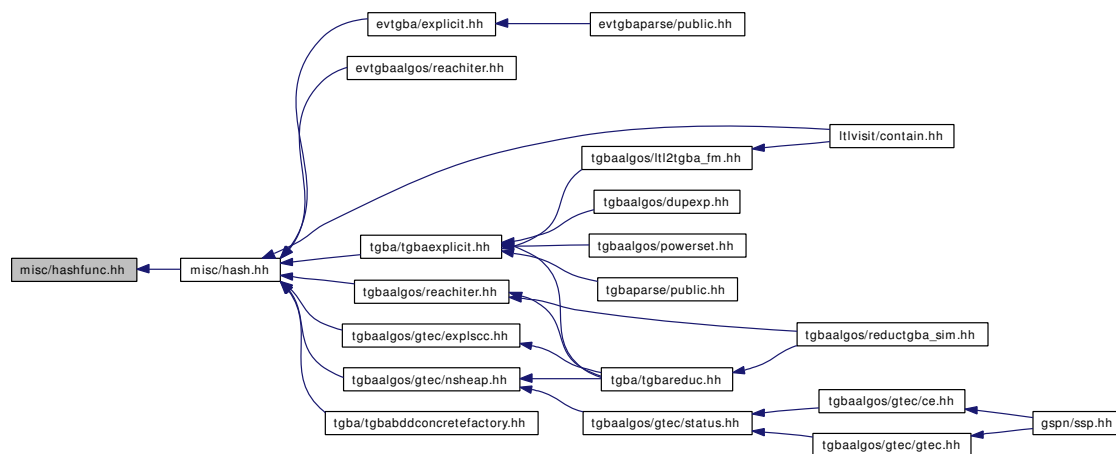 evtgba/explicit.hh
evtgbaparse/public.hh
evtgbaalgos/reachiter.hh
ltlvisit/contain.hh
tgbaalgos/ltl2tgba_fm.hh
tgbaalgos/dupexp.hh
tgba/tgbaexplicit.hh
tgbaalgos/powerset.hh
misc/hashfunc.hh
misc/hash.hh
tgbaparse/public.hh
tgbaalgos/reachiter.hh
tgbaalgos/gtec/explscc.hh
tgbaalgos/reductgba_sim.hh
tgbaalgos/gtec/nsheap.hh
tgba/tgbareduc.hh
tgba/tgbabddconcretefactory.hh
tgbaalgos/gtec/status.hh
tgbaalgos/gtec/ce.hh
gspn/ssp.hh
tgbaalgos/gtec/gtec.hh